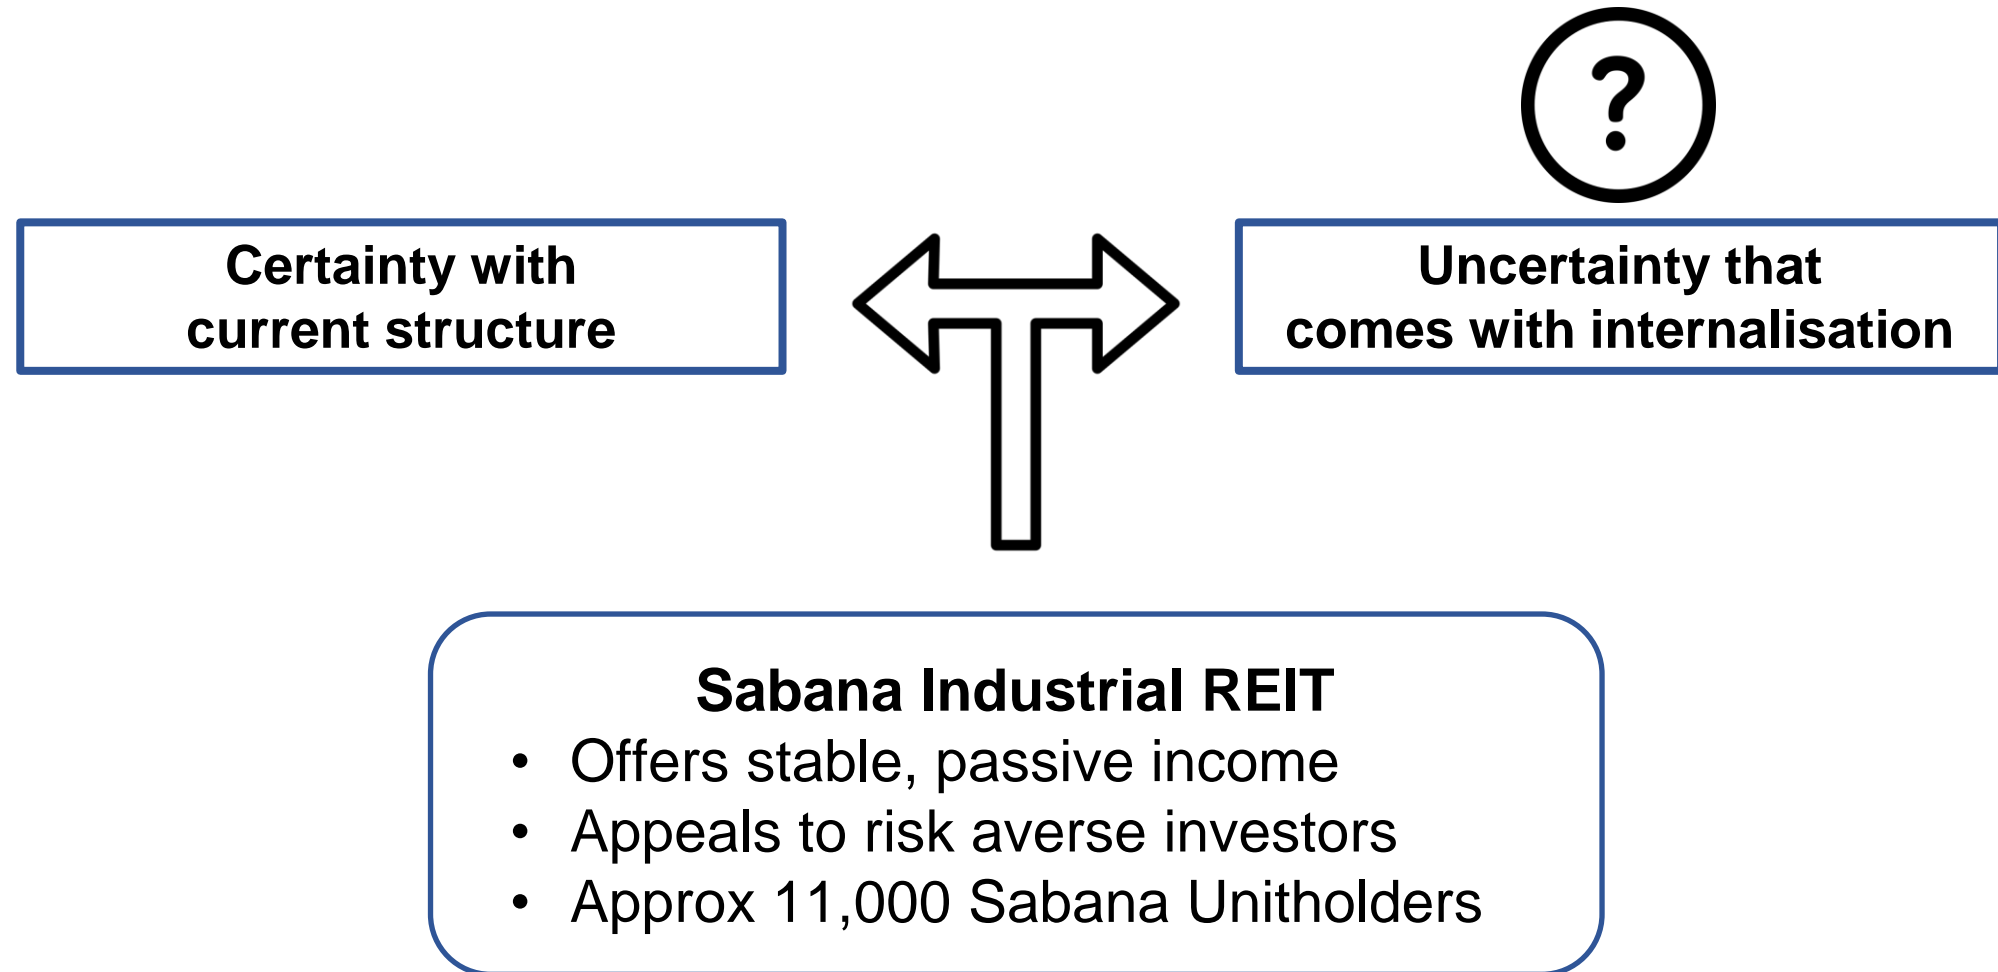 ?
Certainty with
current structure
Uncertainty that
comes with internalisation
Sabana Industrial REIT
• Offers stable, passive income
• Appeals to risk averse investors
• Approx 11,000 Sabana Unitholders